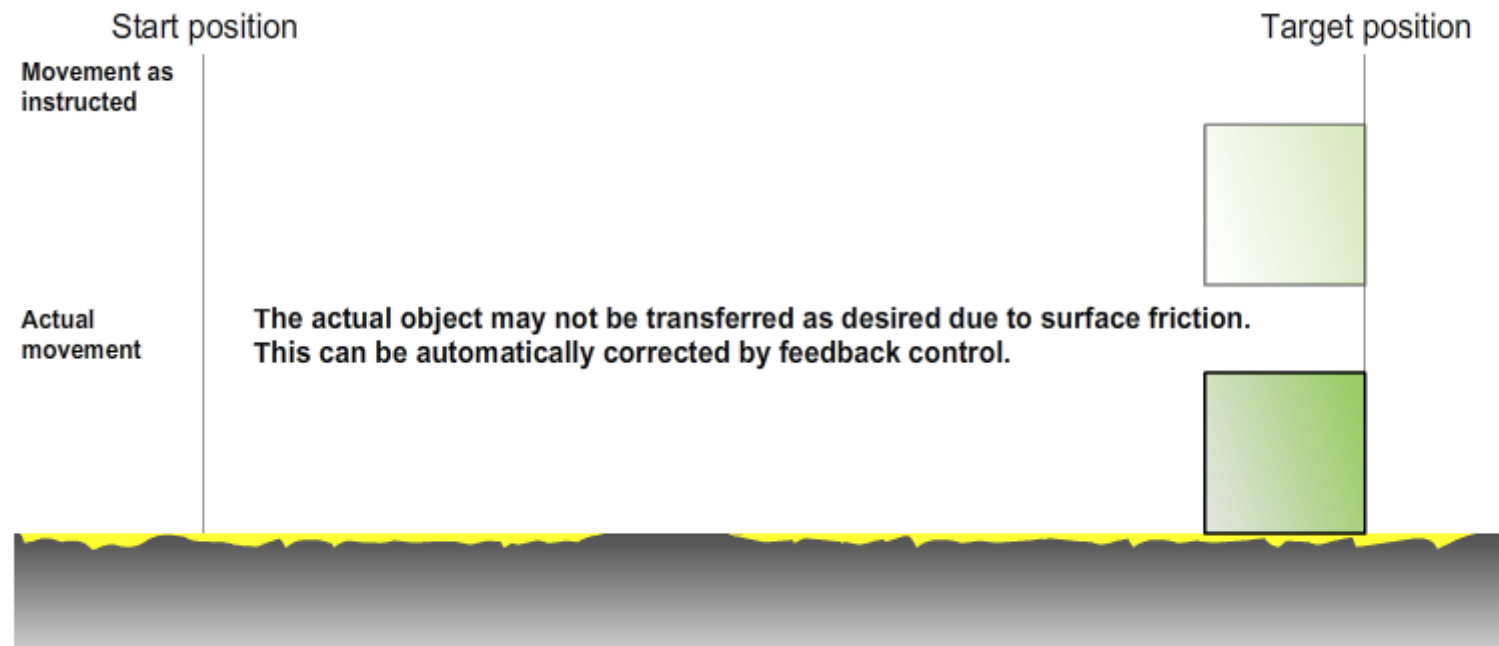 Start position
Target position
Movement as
instructed
Actual
movement
The actual object may not be transferred as desired due to surface friction.
This can be automatically corrected by feedback control.